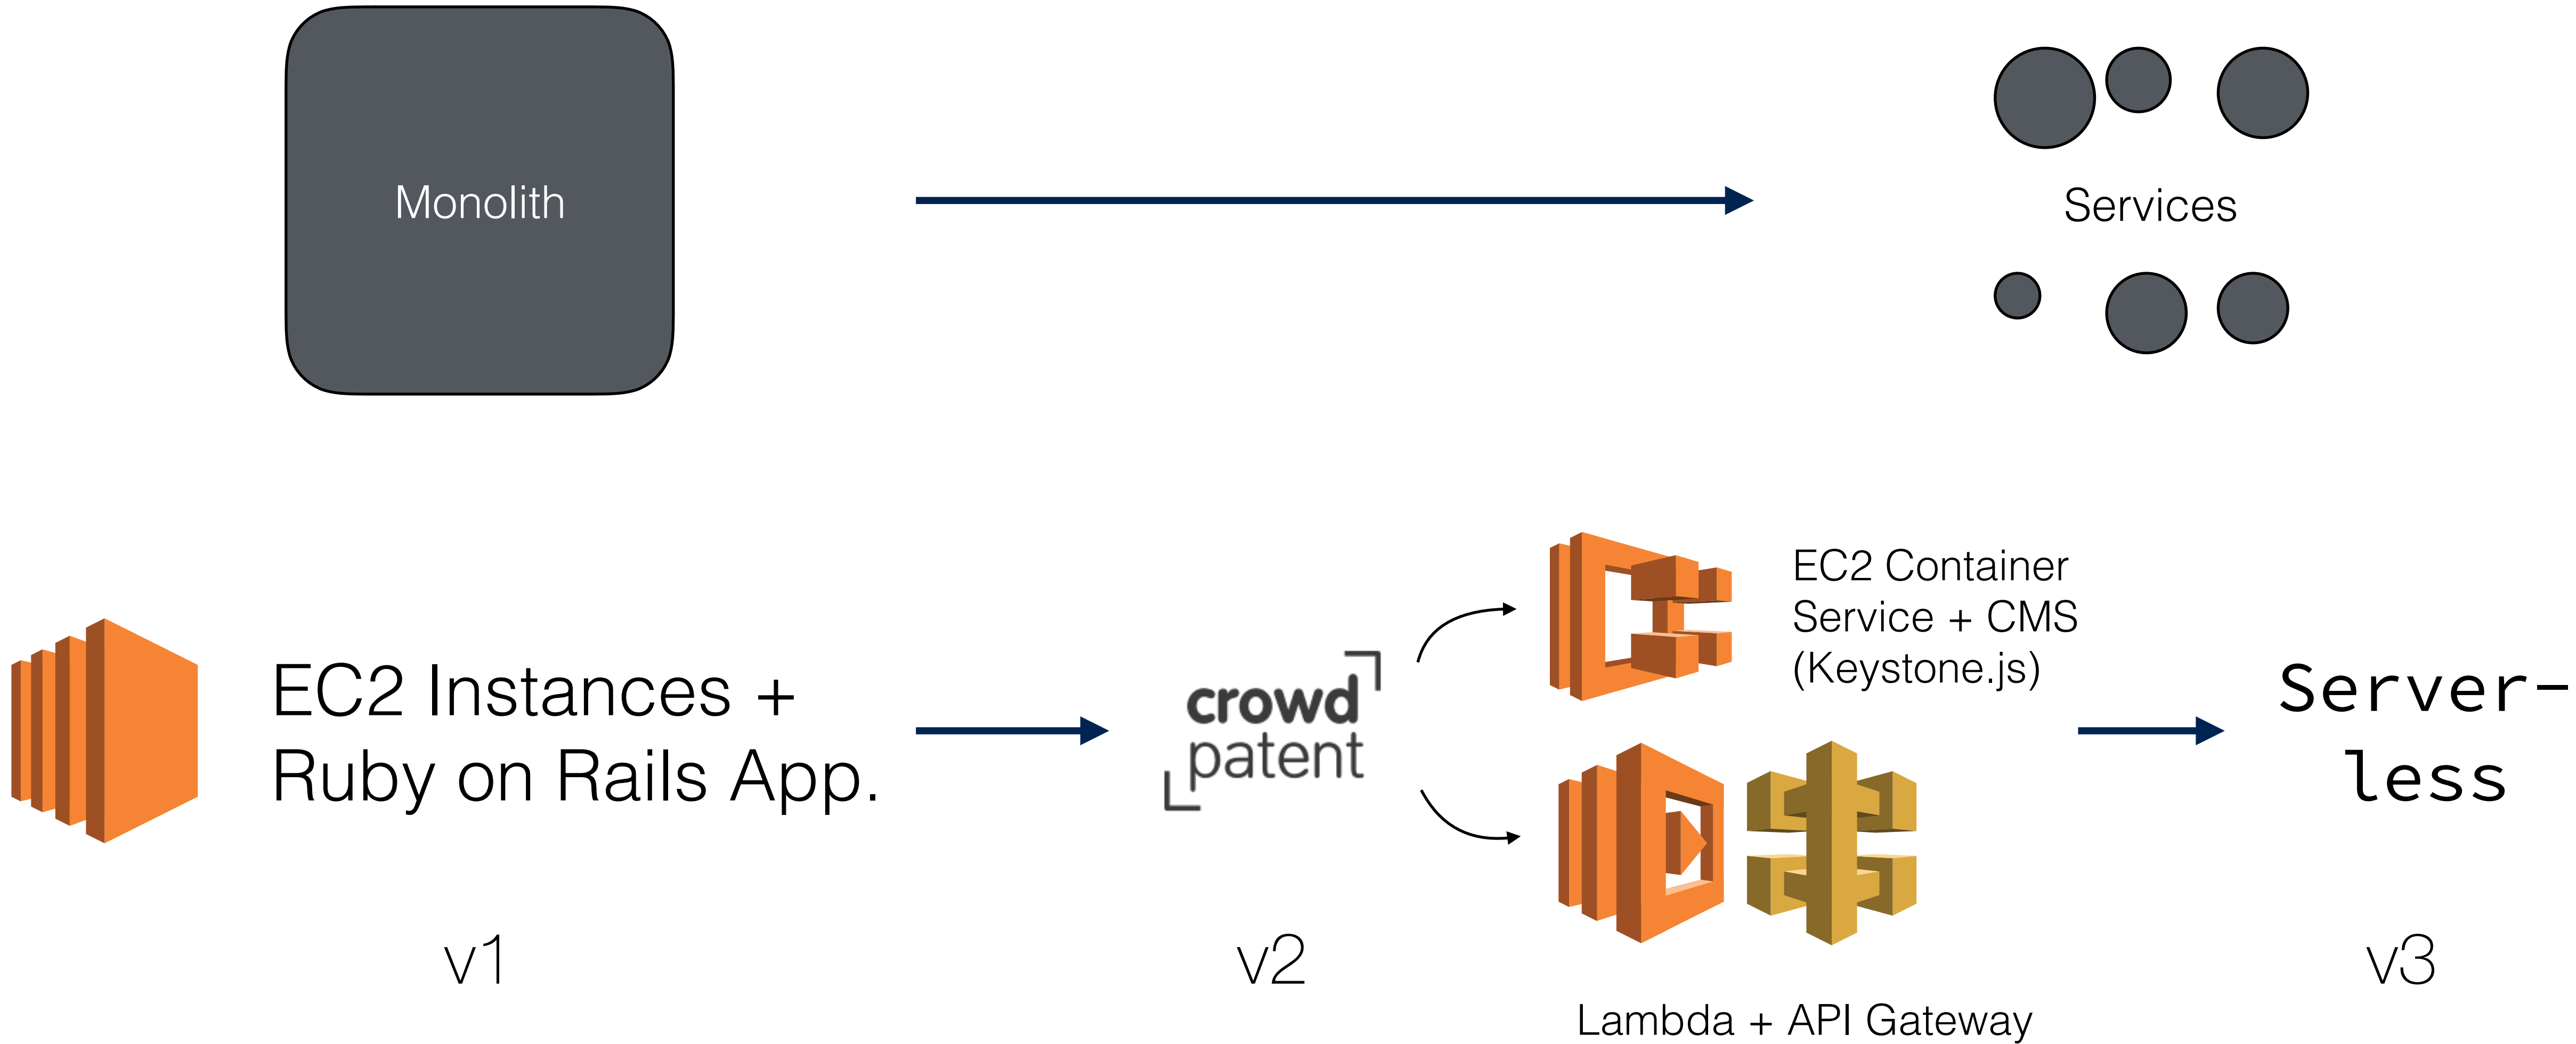 Monolith
Services
EC2 Instances +
Ruby on Rails App.
crowd
patent
EC2 Container
Service + CMS
(Keystone.js)
Lambda + API Gateway
Server-
less
v1
v2
v3